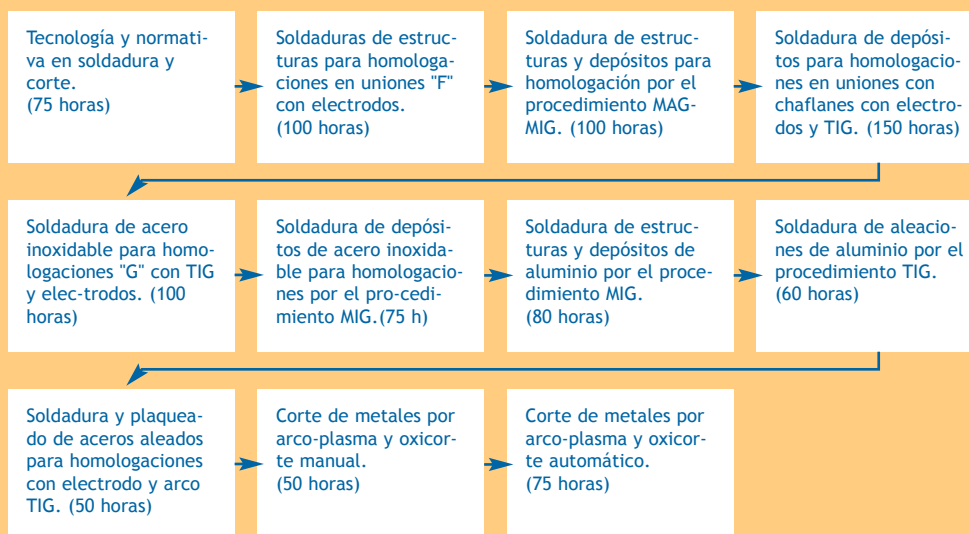 Tecnología y normati-
va en soldadura y
corte.
(75 horas)
Soldaduras de estruc-
turas para homologa-
ciones en uniones "F"
con electrodos.
(100 horas)
Soldadura de estruc-
turas y depósitos para
homologación por el
procedimiento MAG-
MIG. (100 horas)
Soldadura de depósi-
tos para homologacio-
nes en uniones con
chaflanes con electro-
dos y TIG. (150 horas)
Soldadura de acero
inoxidable para homo-
logaciones "G" con TIG
y elec-trodos. (100
horas)
Soldadura de depósi-
tos de acero inoxida-
ble para homologacio-
nes por el pro-cedi-
miento MIG.(75 h)
Soldadura de estruc-
turas y depósitos de
aluminio por el proce-
dimiento MIG.
(80 horas)
Soldadura de aleacio-
nes de aluminio por el
procedimiento TIG.
(60 horas)
Soldadura y plaquea-
do de aceros aleados
para homologaciones
con electrodo y arco
TIG. (50 horas)
Corte de metales por
arco-plasma y oxicor-
te manual.
(50 horas)
Corte de metales por
arco-plasma y oxicor-
te automático.
(75 horas)